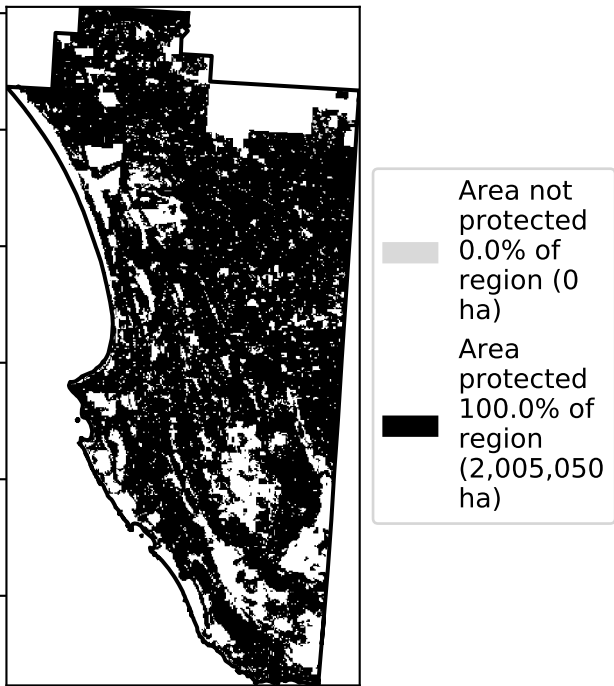 Area not
protected
0.0% of
region (0
ha)
Area
protected
100.0% of
region
(2,005,050
ha)